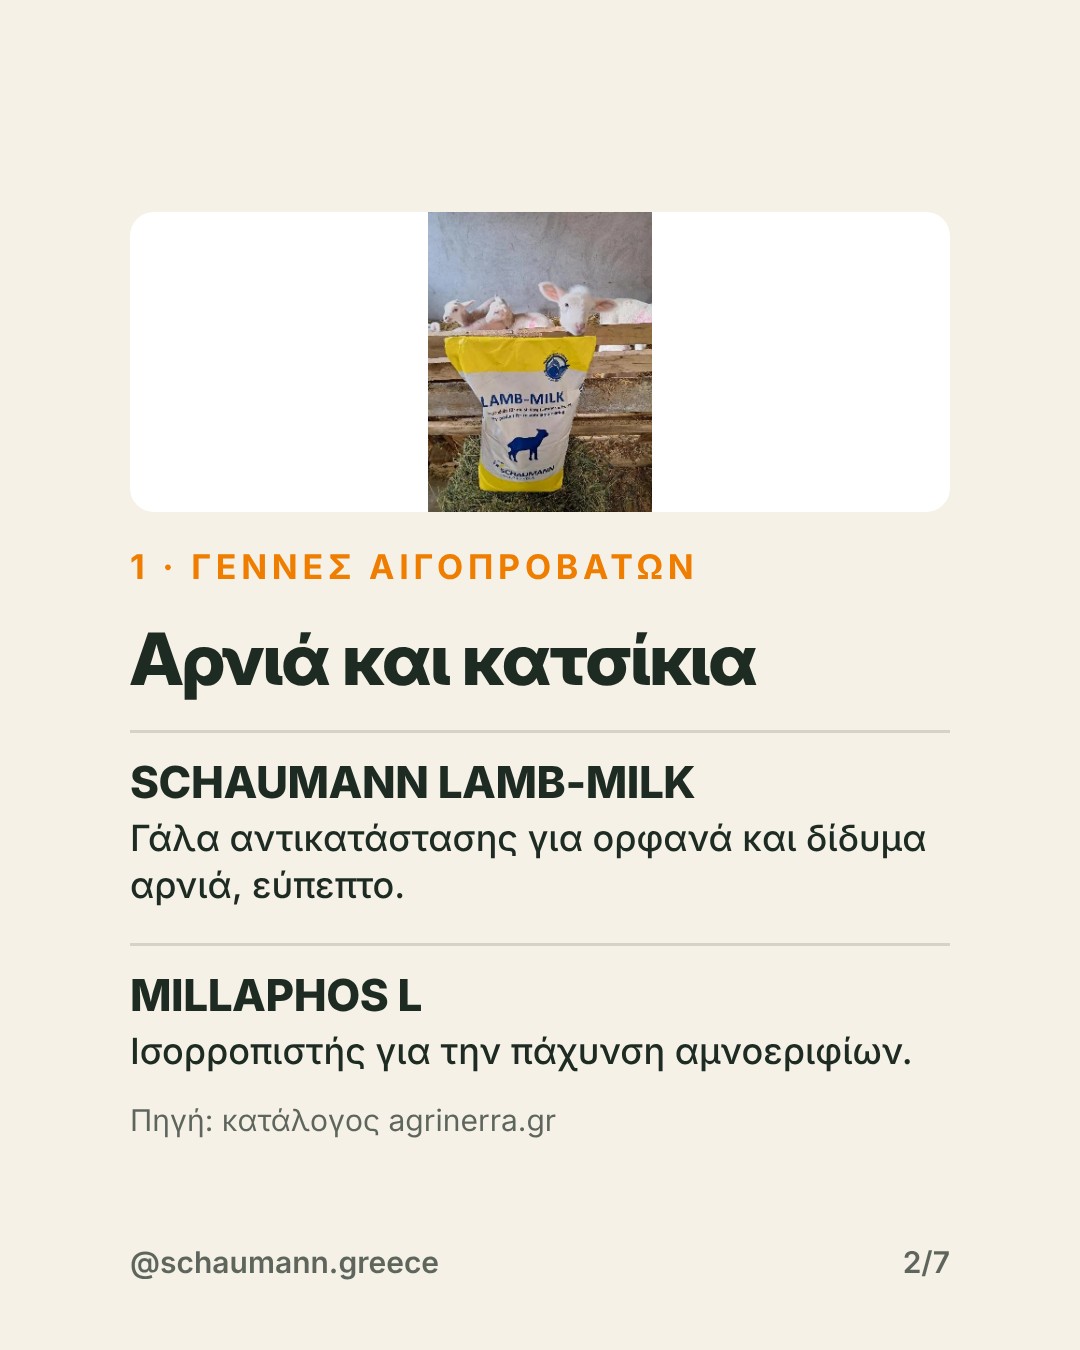 LAMB-MILK
SCHAUMANN
1 · ΓΕΝΝΕΣ ΑΙΓΟΠΡΟΒΑΤΩΝ
Αρνιά και κατσίκια
SCHAUMANN LAMB-MILK
Γάλα αντικατάστασης για ορφανά και δίδυμα
αρνιά, εύπεπτο.
MILLAPHOS L
Ισορροπιστής για την πάχυνση αμνοεριφίων.
Πηγή: κατάλογος agrinerra.gr
@schaumann.greece
2/7